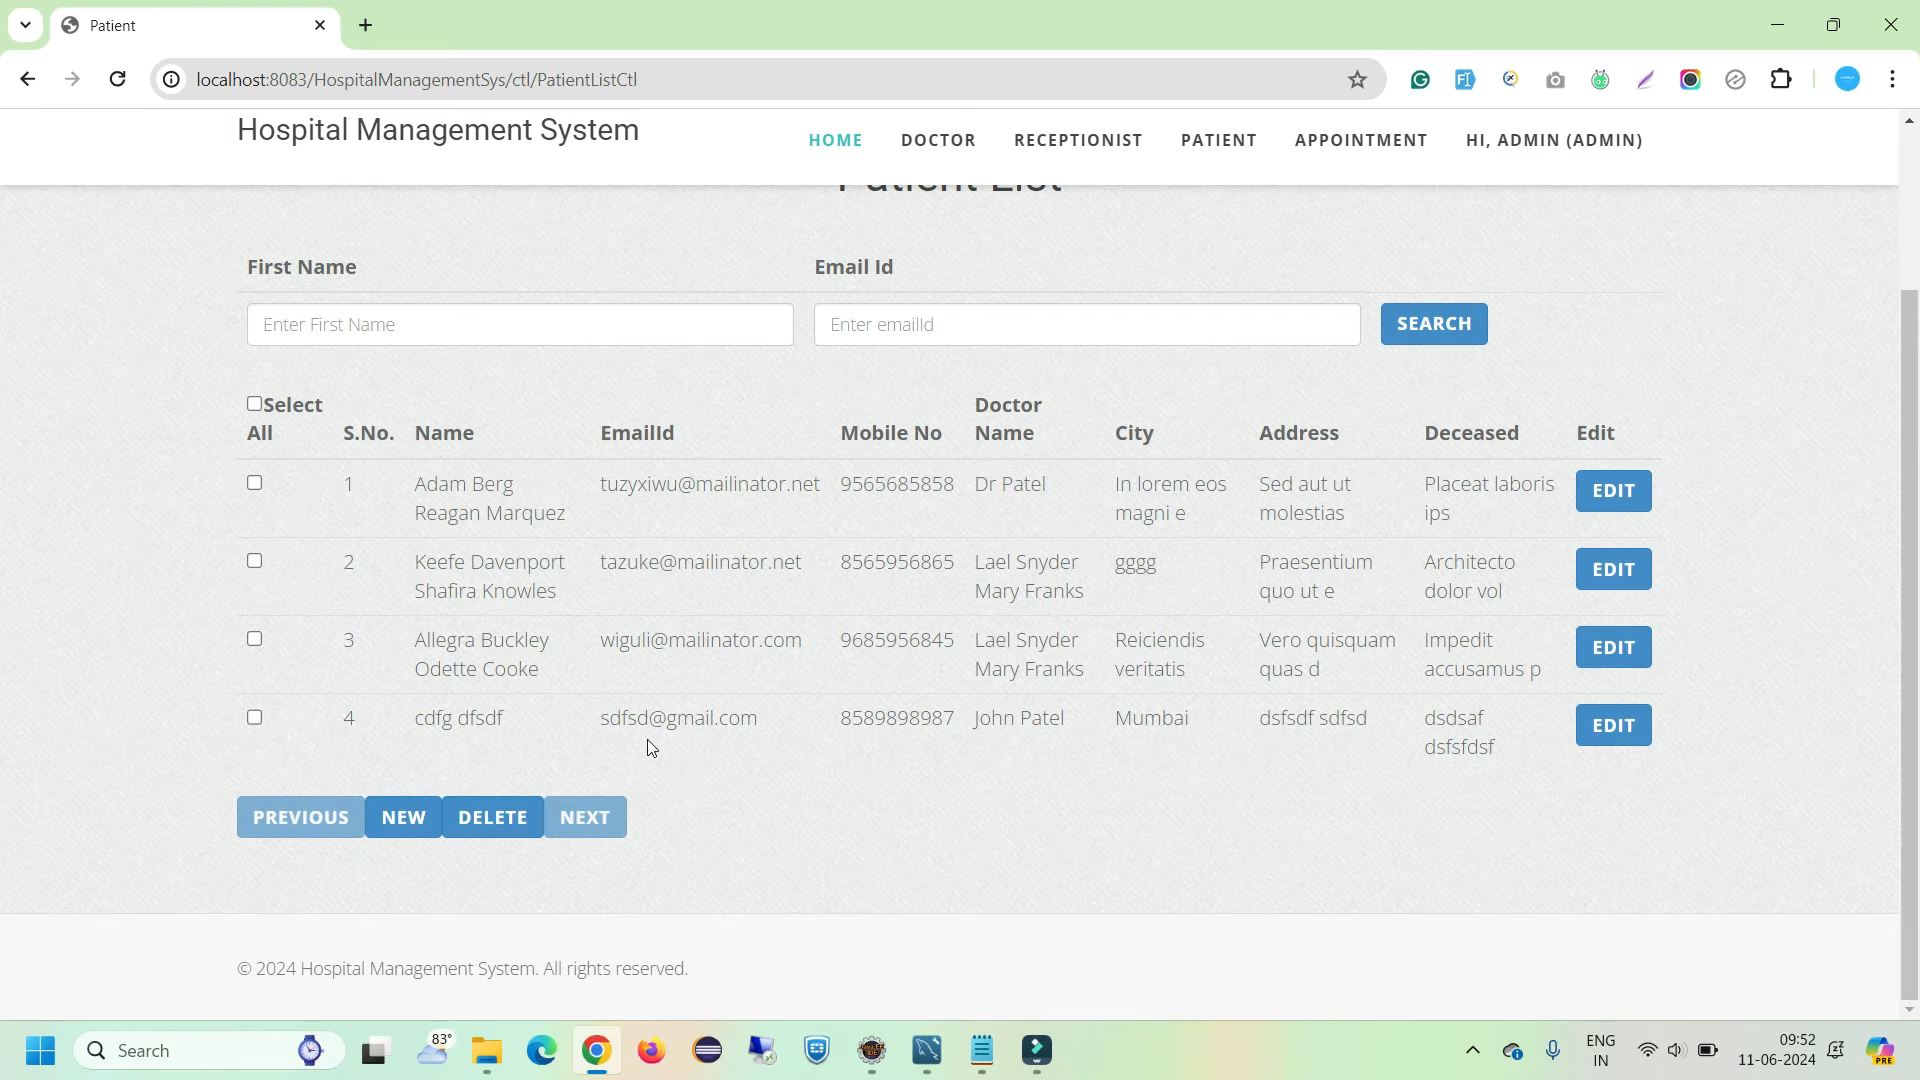 Patient
localhost:8083/HospitalManagementSys/ctl/PatientListCtl
Hospital Management System
HOME DOCTOR RECEPTIONIST PATIENT APPOINTMENT HI, ADMIN (ADMIN)
Patient List
First Name Email Id
Enter First Name Enter emailId SEARCH
Select Doctor
All S.No. Name EmailId Mobile No Name City Address Deceased Edit
1 Adam Berg tuzyxiwu@mailinator.net 9565685858 Dr Patel In lorem eos Sed aut ut Placeat laboris EDIT
Reagan Marquez magni e molestias ips
2 Keefe Davenport tazuke@mailinator.net 8565956865 Lael Snyder gggg Praesentium Architecto EDIT
Shafira Knowles Mary Franks quo ut e dolor vol
3 Allegra Buckley wiguli@mailinator.com 9685956845 Lael Snyder Reiciendis Vero quisquam Impedit EDIT
Odette Cooke Mary Franks veritatis quas d accusamus p
4 cdfg dfsdf sdfsd@gmail.com 8589898987 John Patel Mumbai dsfsdf sdfsd dsdsaf EDIT
dsfsfdsf
PREVIOUS NEW DELETE NEXT
© 2024 Hospital Management System. All rights reserved.
Search 83° ENG 09:52
IN 11-06-2024 PRE